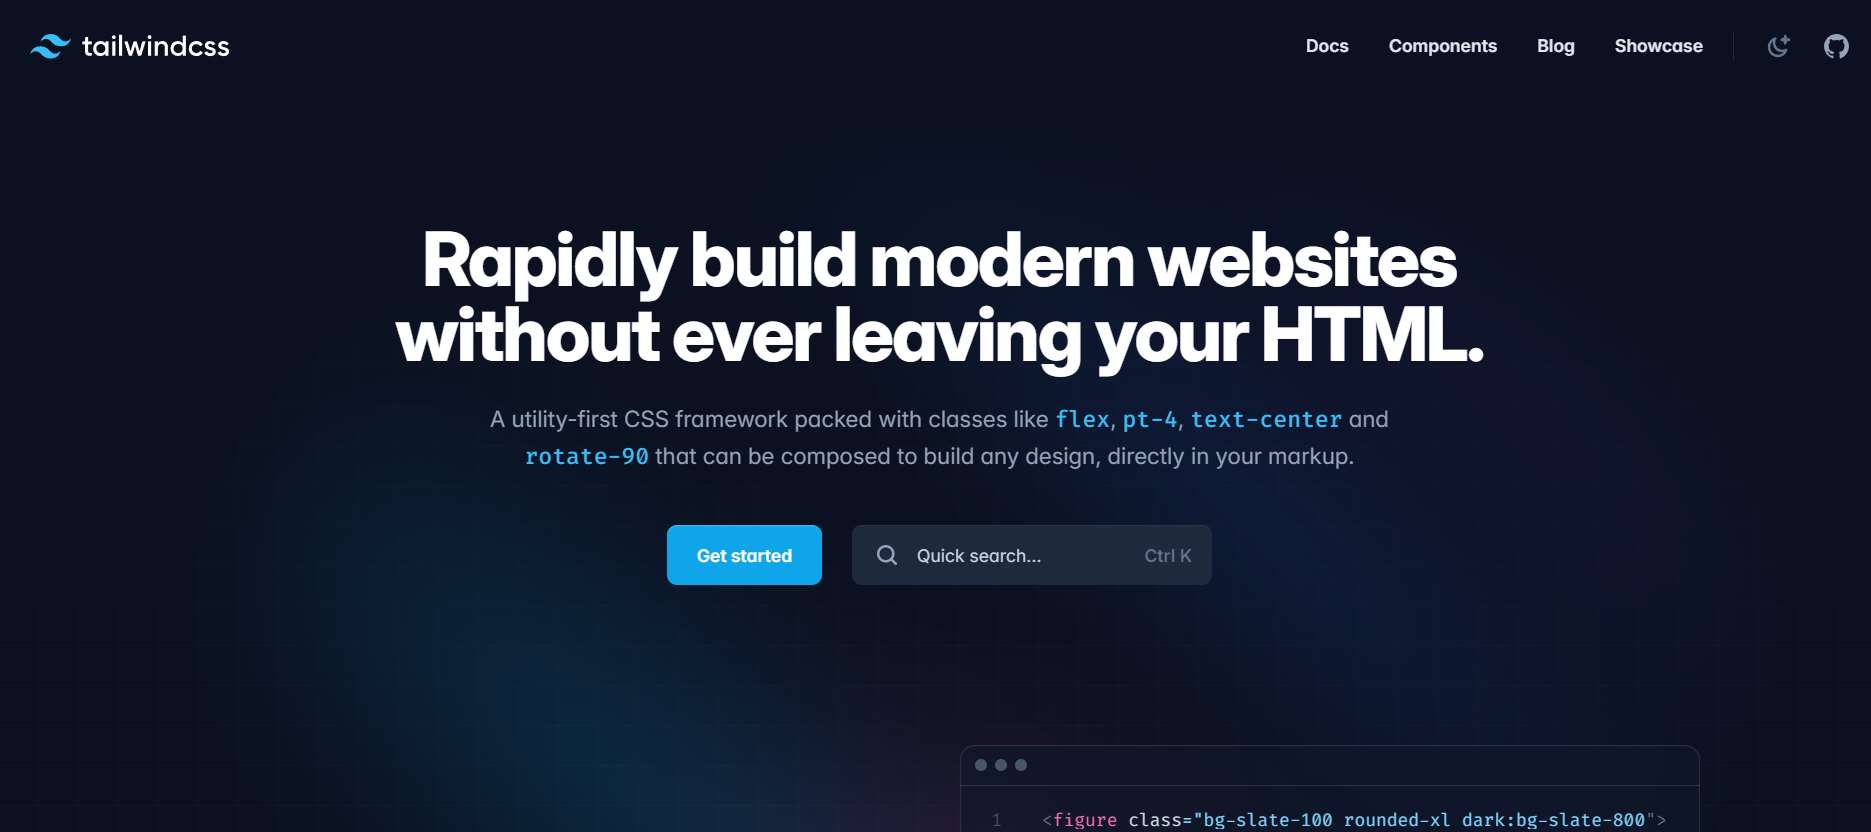 tailwindcss
Docs Components Blog Showcase
Rapidly build modern websites
without ever leaving your HTML.
A utility-first CSS framework packed with classes like flex, pt-4, text-center and
rotate-90 that can be composed to build any design, directly in your markup.
Get started
Quick search... Ctrl K
1 <figure class="bg-slate-100 rounded-xl dark:bg-slate-800">